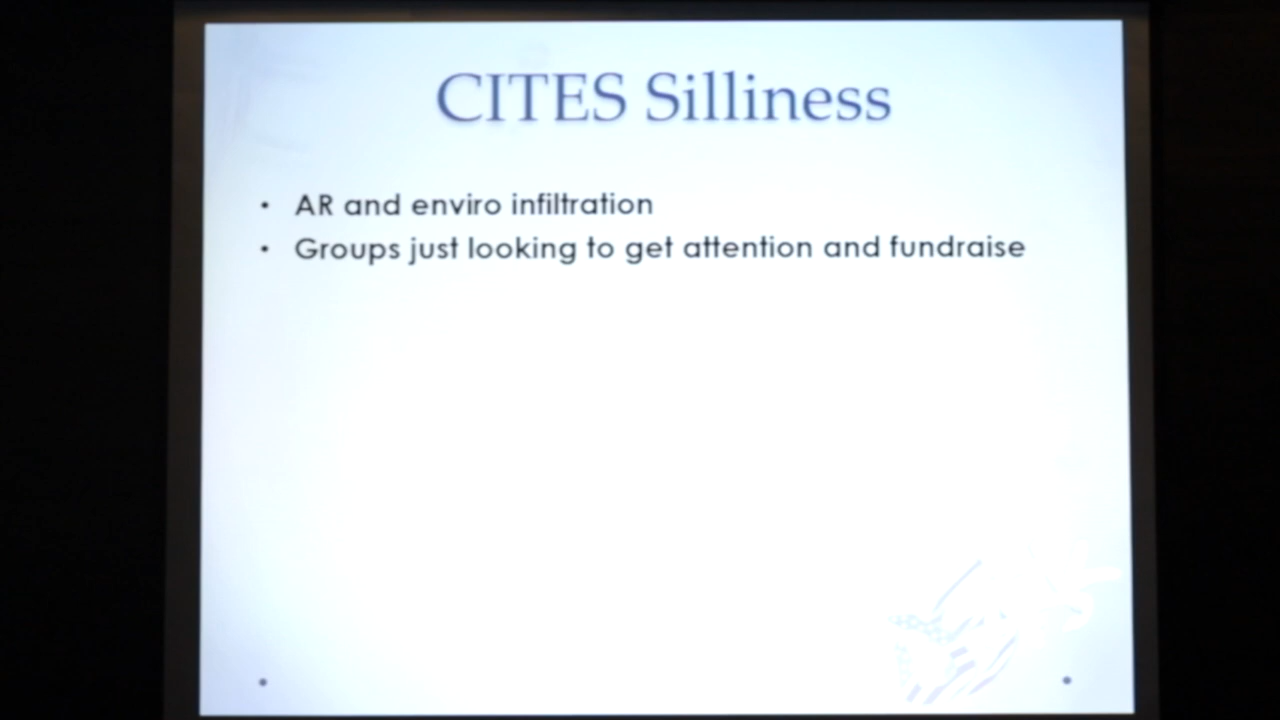 CITES Silliness
• AR and enviro infiltration
• Groups just looking to get attention and fundraise